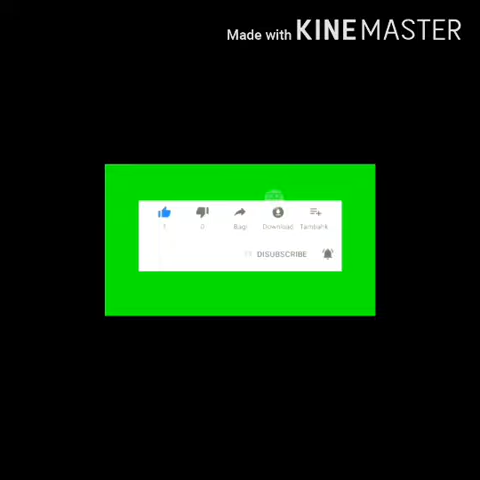 Made with KINEMASTER
1 0 Bagi Download Tambahk
DISUBSCRIBE